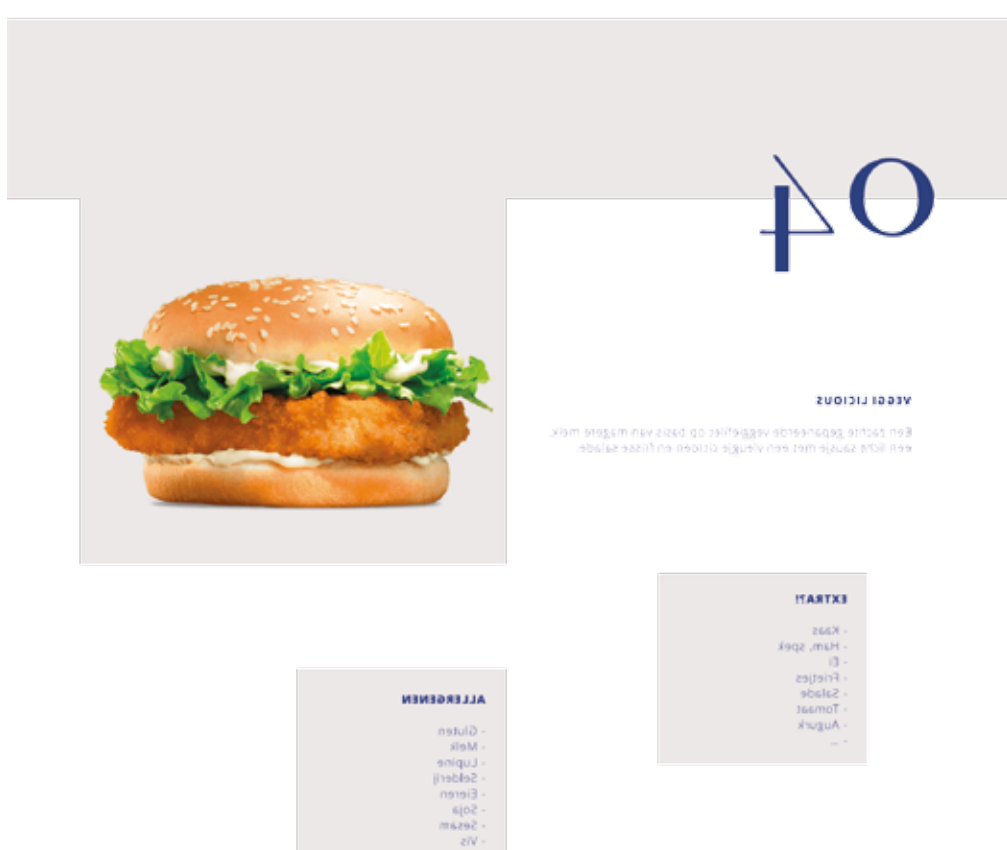 04
VEGGI LICIOUS
Een zachte gepaneerde veggiefilet op basis van magere melk,
een licht sausje met een vleugje citroen en frisse salade.
EXTRA?!
- Kaas
- Ham, spek
- Ei
- Frietjes
- Salade
- Tomaat
- Augurk
- ...
ALLERGENEN
- Gluten
- Melk
- Lupine
- Selderij
- Eieren
- Soja
- Sesam
- Vis